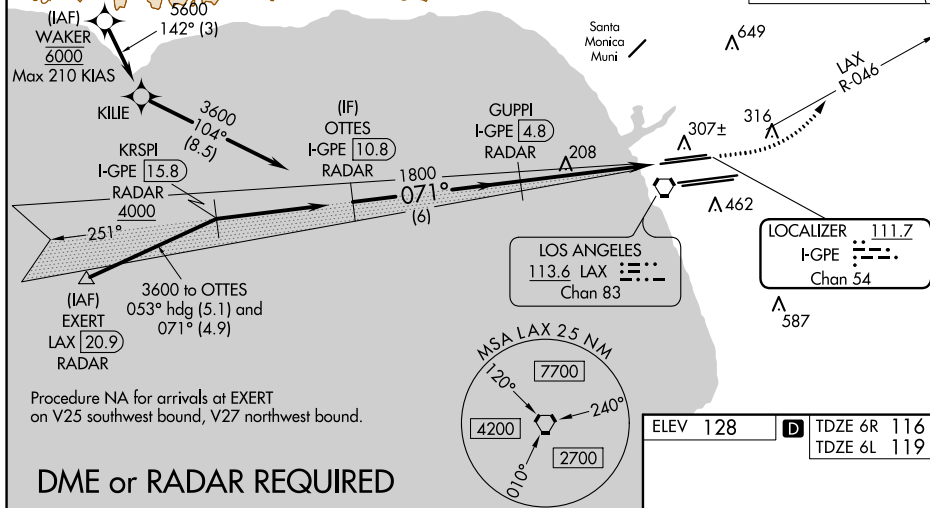 (IAF)
WAKER
6000
Max 210 KIAS
5600
142° (3)
KILIE
3600
104°
(8.5)
Santa
Monica
Muni
649
LAX
R-046
316
307±
(IF)
OTTES
I-GPE 10.8
RADAR
GUPPI
I-GPE 4.8
RADAR
208
KRSPI
I-GPE 15.8
RADAR
4000
1800
071°
(6)
251°
462
LOS ANGELES
113.6 LAX
Chan 83
LOCALIZER 111.7
I-GPE
Chan 54
587
(IAF)
EXERT
LAX 20.9
RADAR
3600 to OTTES
053° hdg (5.1) and
071° (4.9)
Procedure NA for arrivals at EXERT
on V25 southwest bound, V27 northwest bound.
MSA LAX 25 NM
120°
7700
240°
4200
2700
010°
DME or RADAR REQUIRED
ELEV 128
D
TDZE 6R 116
TDZE 6L 119